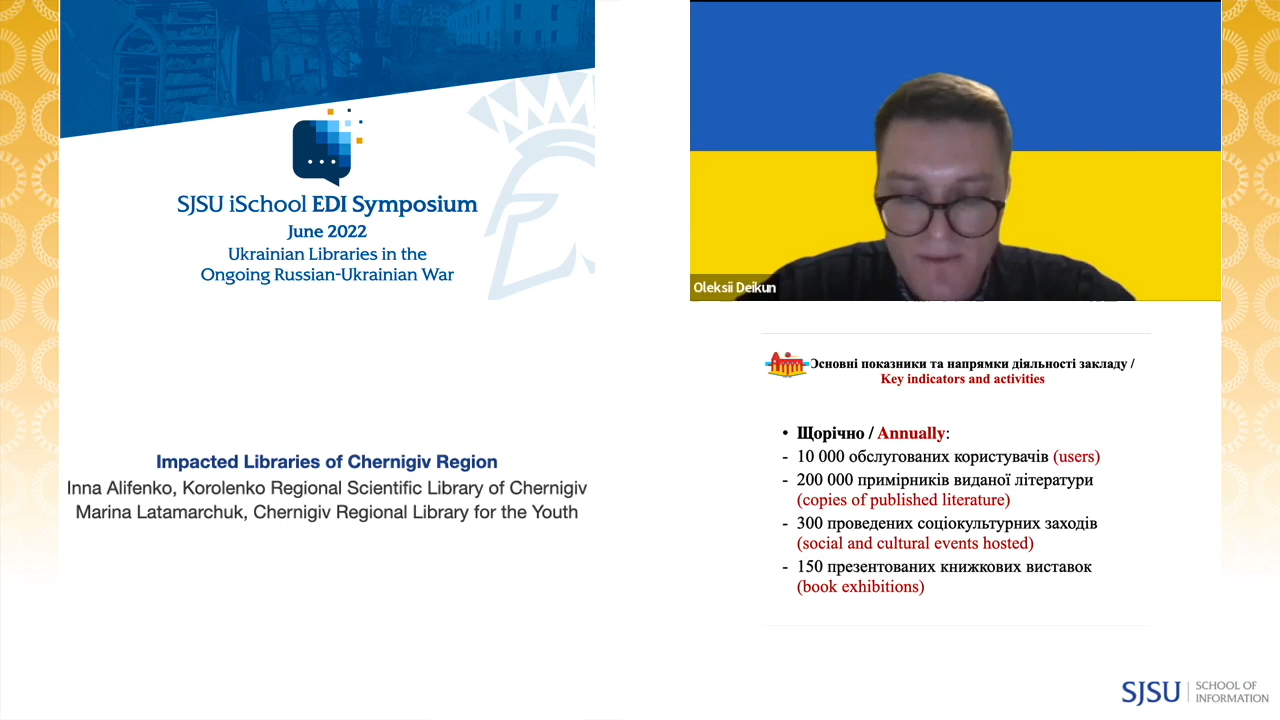 SJSU iSchool EDI Symposium
June 2022
Ukrainian Libraries in the
Ongoing Russian-Ukrainian War
Impacted Libraries of Chernigiv Region
Inna Alifenko, Korolenko Regional Scientific Library of Chernigiv
Marina Latamarchuk, Chernigiv Regional Library for the Youth
Oleksii Deikun
Основні показники та напрямки діяльності закладу /
Key indicators and activities
• Щорічно / Annually:
- 10 000 обслугованих користувачів (users)
- 200 000 примірників виданої літератури
(copies of published literature)
- 300 проведених соціокультурних заходів
(social and cultural events hosted)
- 150 презентованих книжкових виставок
(book exhibitions)
SJSU | SCHOOL OF
INFORMATION